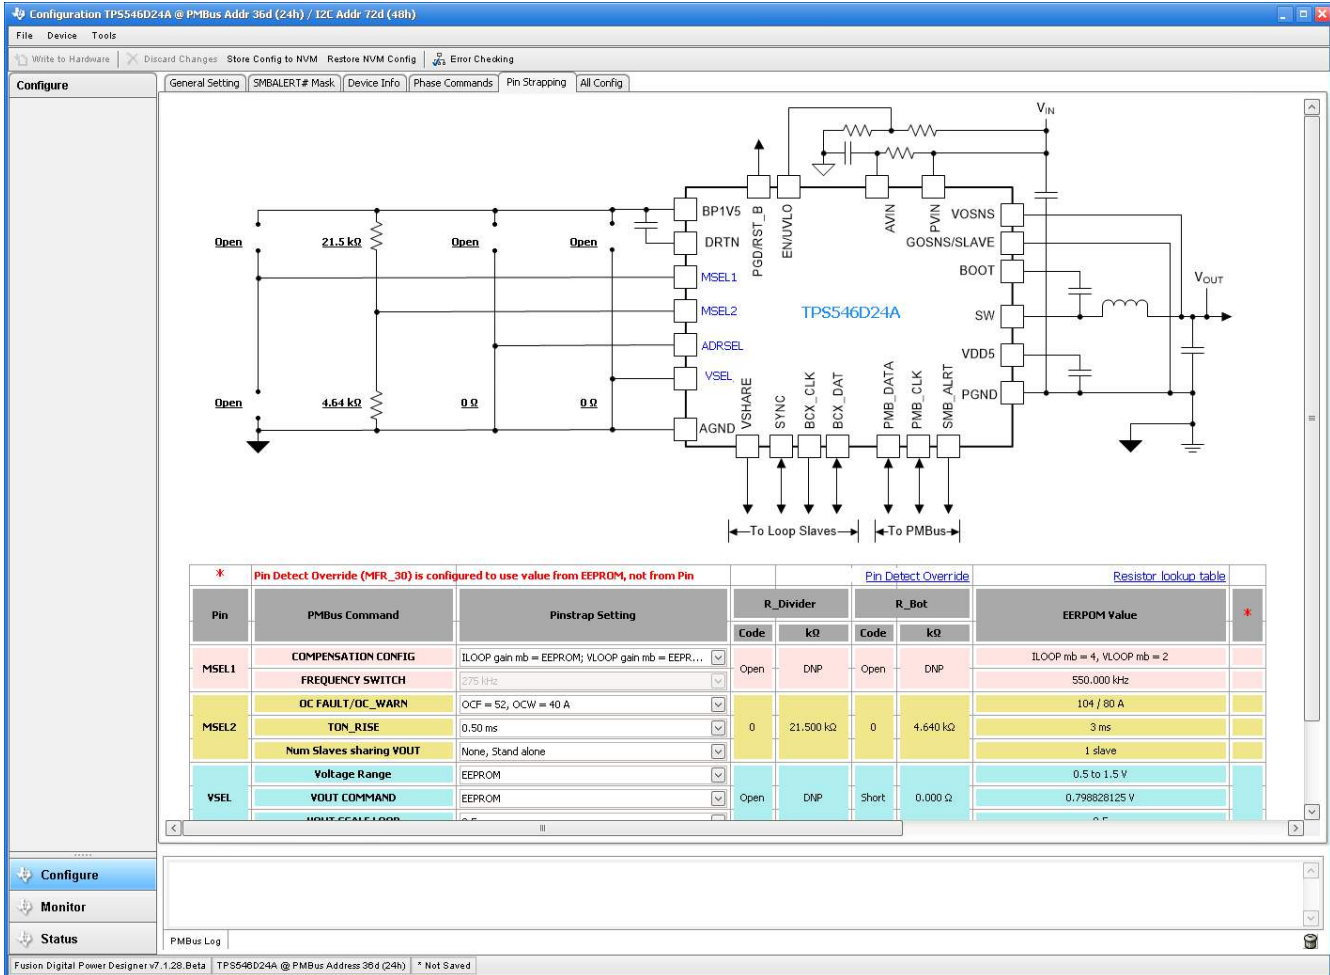 Configuration TPS546D24A @ PMBus Addr 36d (24h) / I2C Addr 72d (48h)
File Device Tools
Write to Hardware Discard Changes Store Config to NVM Restore NVM Config Error Checking
Configure
General Setting SMBALERT# Mask Device Info Phase Commands Pin Strapping All Config
VIN
BP1V5
DRTN
MSEL1
MSEL2
ADRSEL
VSEL
AGND
PGD/RST_B
EN/UVLO
AVIN
PVIN
VOSNS
GOSNS/SLAVE
BOOT
SW
VDD5
PGND
VOUT
TPS546D24A
Open 21.5 kΩ Open Open
Open 4.64 kΩ 0 Ω 0 Ω
VSHARE
SYNC
BCX_CLK
BCX_DAT
PMB_DATA
PMB_CLK
SMB_ALRT
To Loop Slaves To PMBus
* Pin Detect Override (MFR_30) is configured to use value from EEPROM, not from Pin Pin Detect Override Resistor lookup table
Pin PMBus Command Pinstrap Setting R_Divider R_Bot EERPOM Value *
Code kΩ Code kΩ
MSEL1 COMPENSATION CONFIG ILOOP gain mb = EEPROM; VLOOP gain mb = EEPR... Open DNP Open DNP ILOOP mb = 4, VLOOP mb = 2
FREQUENCY SWITCH 275 kHz 550.000 kHz
OC FAULT/OC_WARN OCF = 52, OCW = 40 A 104 / 80 A
MSEL2 TON_RISE 0.50 ms 0 21.500 kΩ 0 4.640 kΩ 3 ms
Num Slaves sharing VOUT None, Stand alone 1 slave
Voltage Range EEPROM 0.5 to 1.5 V
VSEL VOUT COMMAND EEPROM Open DNP Short 0.000 Ω 0.798828125 V
Configure
Monitor
Status
PMBus Log
Fusion Digital Power Designer v7.1.28.Beta TPS546D24A @ PMBus Address 36d (24h) * Not Saved